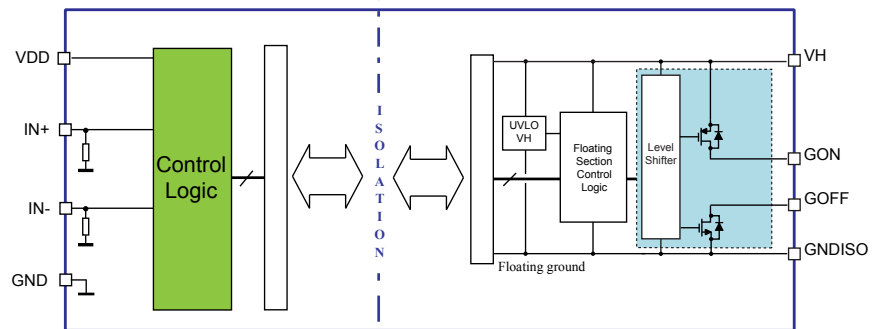 VDD
IN+
IN-
GND
Control
Logic
ISOLATION
UVLO
VH
Floating
Section
Control
Logic
Level
Shifter
Floating ground
VH
GON
GOFF
GNDISO